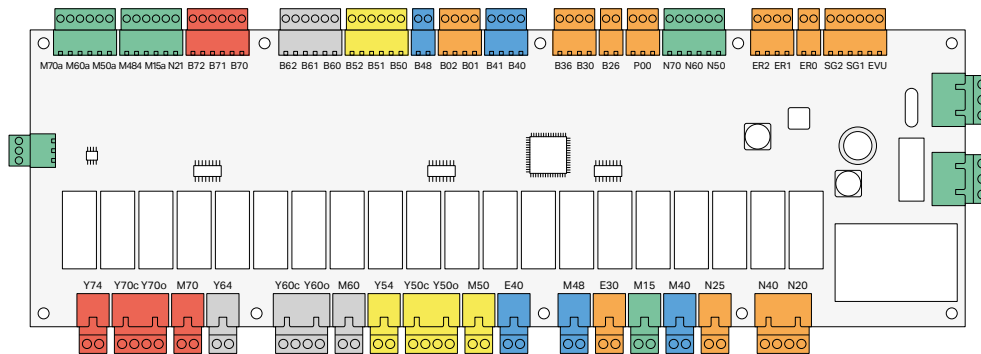 M70a M60a M50a M484 M15a N21 B72 B71 B70 B62 B61 B60 B52 B51 B50 B48 B02 B01 B41 B40 B36 B30 B26 P00 N70 N60 N50 ER2 ER1 ER0 SG2 SG1 EVU
Y74 Y70c Y70o M70 Y64 Y60c Y60o M60 Y54 Y50c Y50o M50 E40 M48 E30 M15 M40 N25 N40 N20